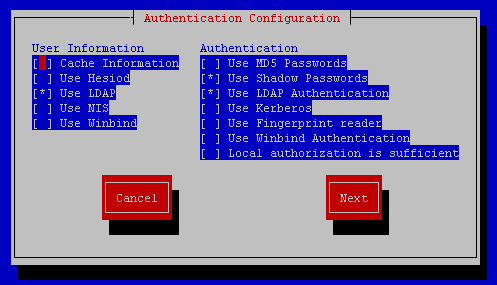 Authentication Configuration
User Information
[ ] Cache Information
[ ] Use Hesiod
[*] Use LDAP
[ ] Use NIS
[ ] Use Winbind
Authentication
[ ] Use MD5 Passwords
[*] Use Shadow Passwords
[*] Use LDAP Authentication
[ ] Use Kerberos
[ ] Use Fingerprint reader
[ ] Use Winbind Authentication
[ ] Local authorization is sufficient
Cancel
Next